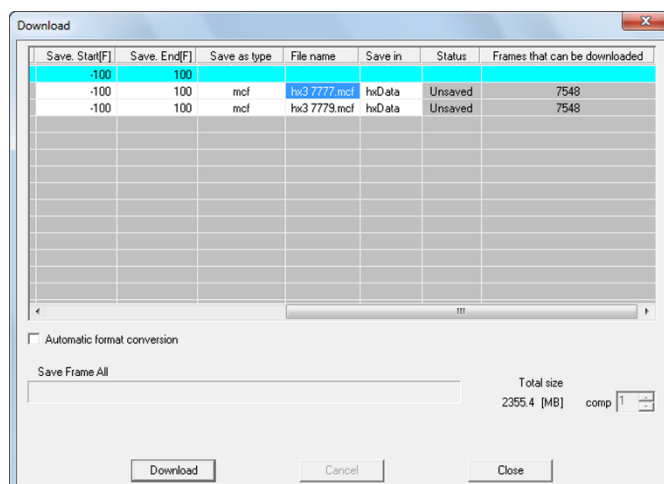 Download
Save. Start[F] Save. End[F] Save as type File name Save in Status Frames that can be downloaded
-100 100
-100 100 mcf hx3 7777.mcf hxData Unsaved 7548
-100 100 mcf hx3 7779.mcf hxData Unsaved 7548
Automatic format conversion
Save Frame All
Total size
2355.4 [MB] comp 1
Download Cancel Close